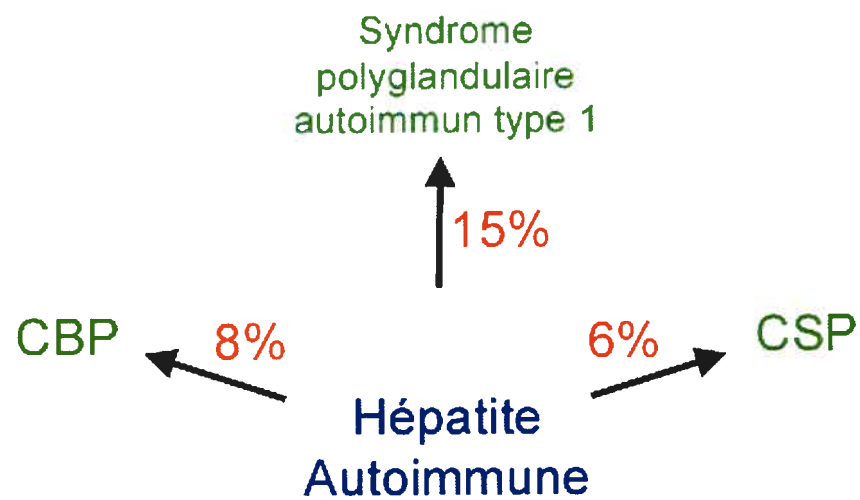 Syndrome
polyglandulaire
autoimmun type 1
15%
CBP
8%
6%
CSP
Hépatite
Autoimmune